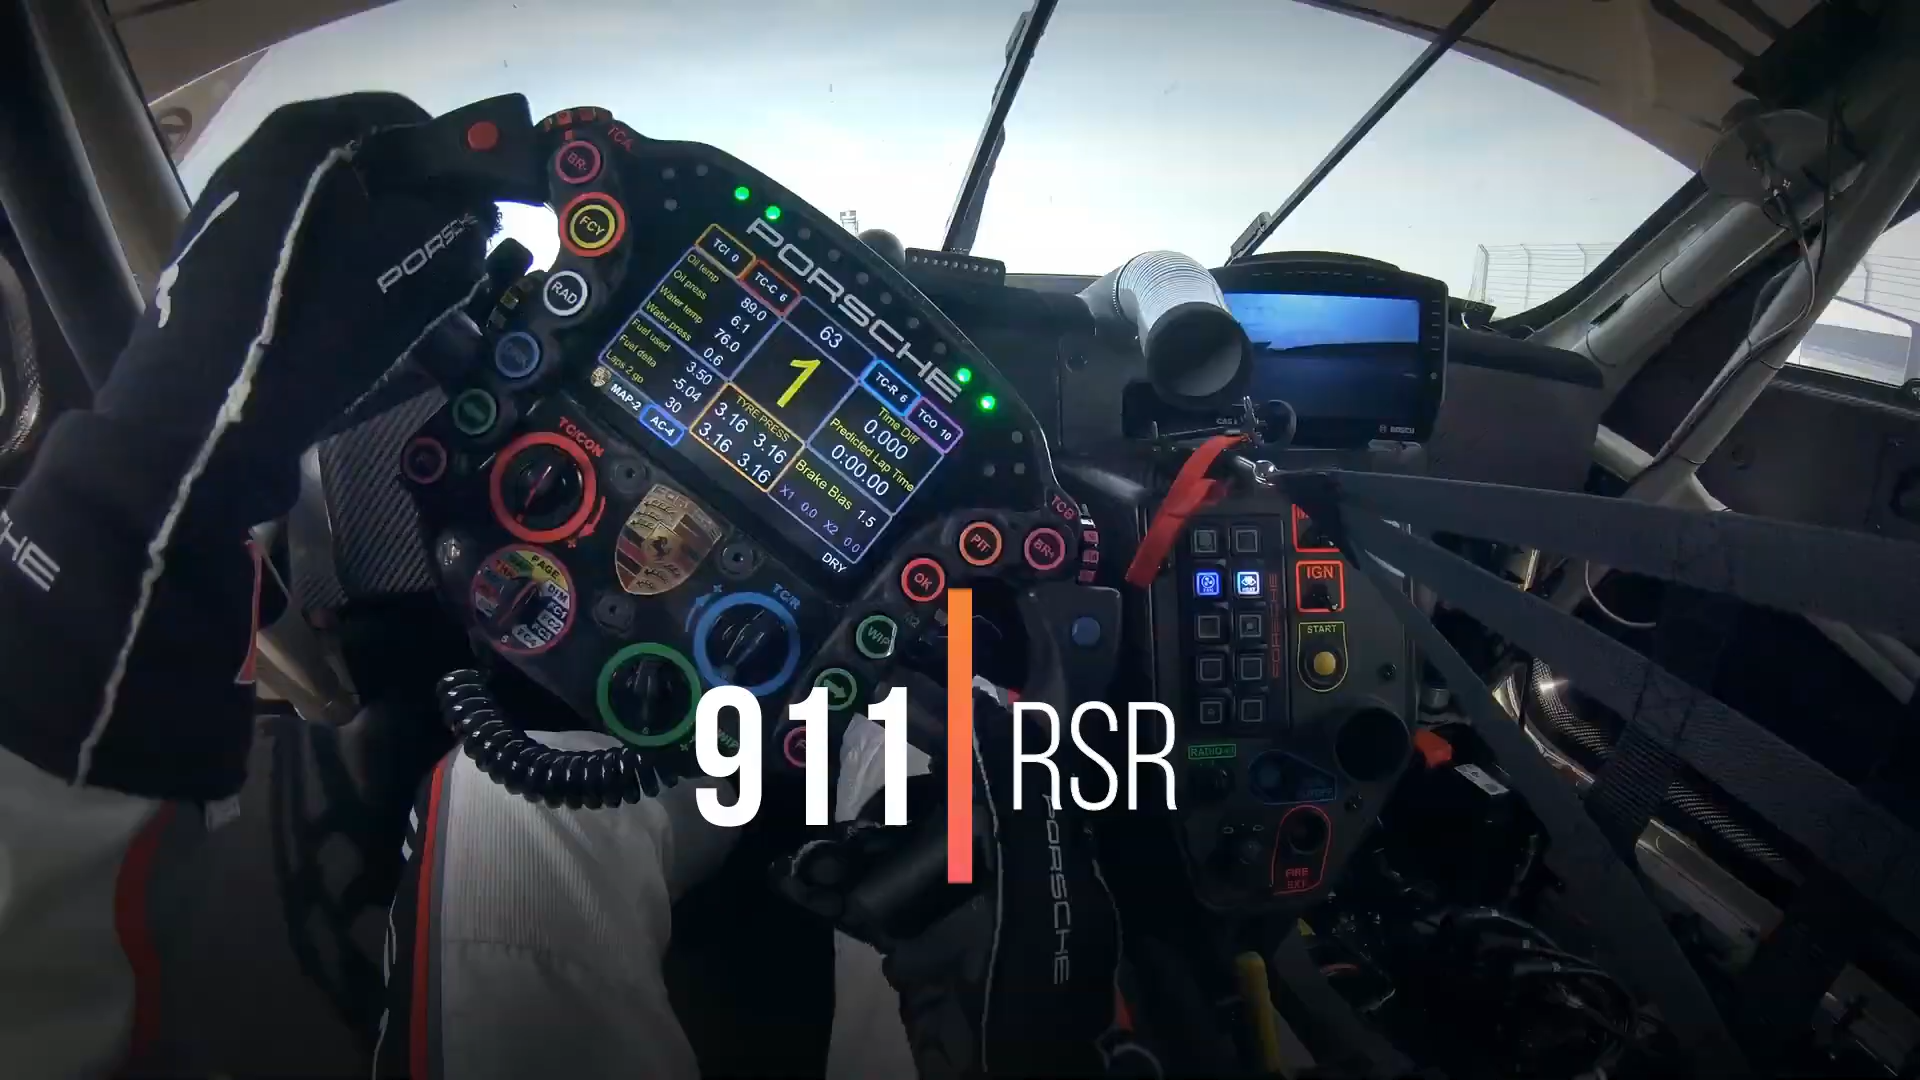 TCA
BR-
FCY
RAD
PORSCHE
PORSCHE
TCI 0
TC-C 6
63
TC-R 6
TCO 10
Oil temp 89.0
Oil press 6.1
Water temp 76.0
Water press 0.6
Fuel used 3.50
Fuel delta -5.04
Laps 2 go 30
1
Time Diff
0.000
Predicted Lap Time
0:00.00
MAP-2
AC-4
TYRE PRESS
3.16 3.16
3.16 3.16
Brake Bias 1.5
X1 0.0 X2 0.0
DRY
TC/CON
PAGE
DIM
FC1
FC2
FC3
TC/R
TCB
PIT
BR+
OK
WIP
BOSCH
IGN
START
PORSCHE
RADIO
FIRE
EXT
911
RSR
PORSCHE